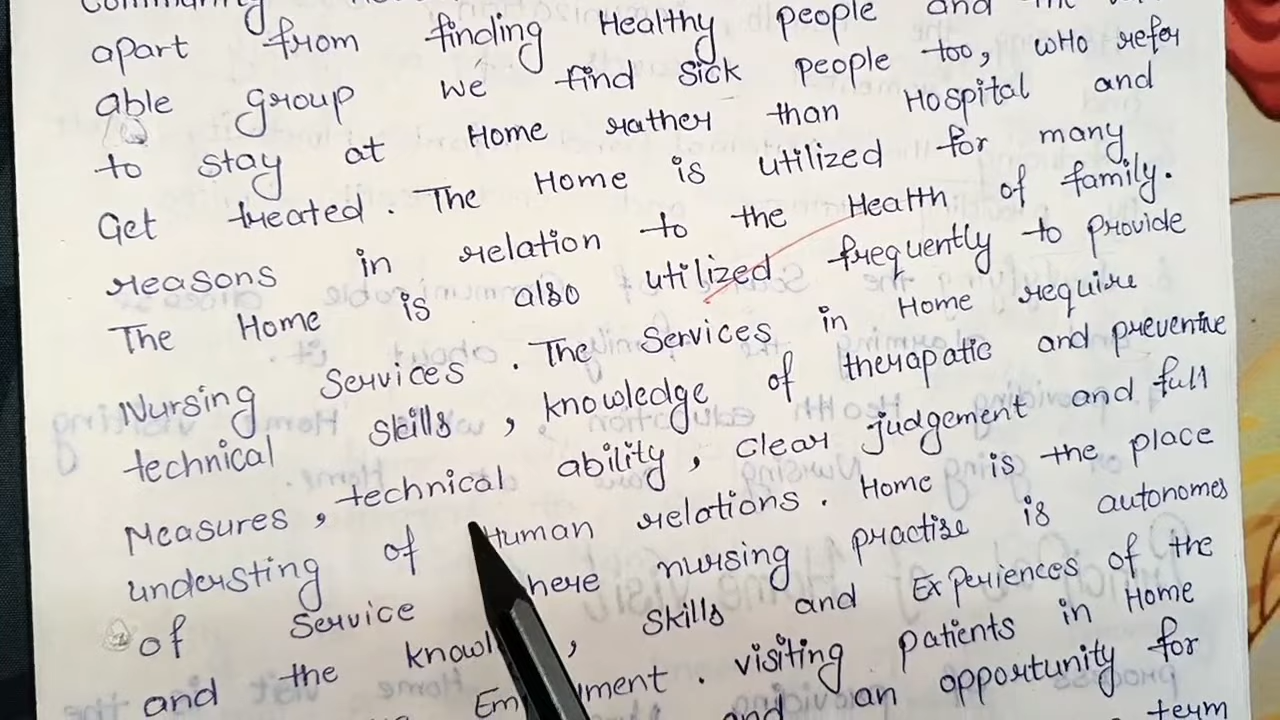 apart from finding Healthy people and
able group we find sick people too, who refer
to stay at Home rather than Hospital and
Get treated. The Home is utilized for many
reasons in relation to the Health of family.
The Home is also utilized frequently to provide
Nursing Services. The Services in Home require
technical skills, knowledge of therapatic and preventive
Measures, technical ability, clear judgement and full
understing of Human relations. Home is the place
of Service nursing practise is autonomes
and the , skills and Experiences of the
visiting patients in Home
and an opportunity for
term